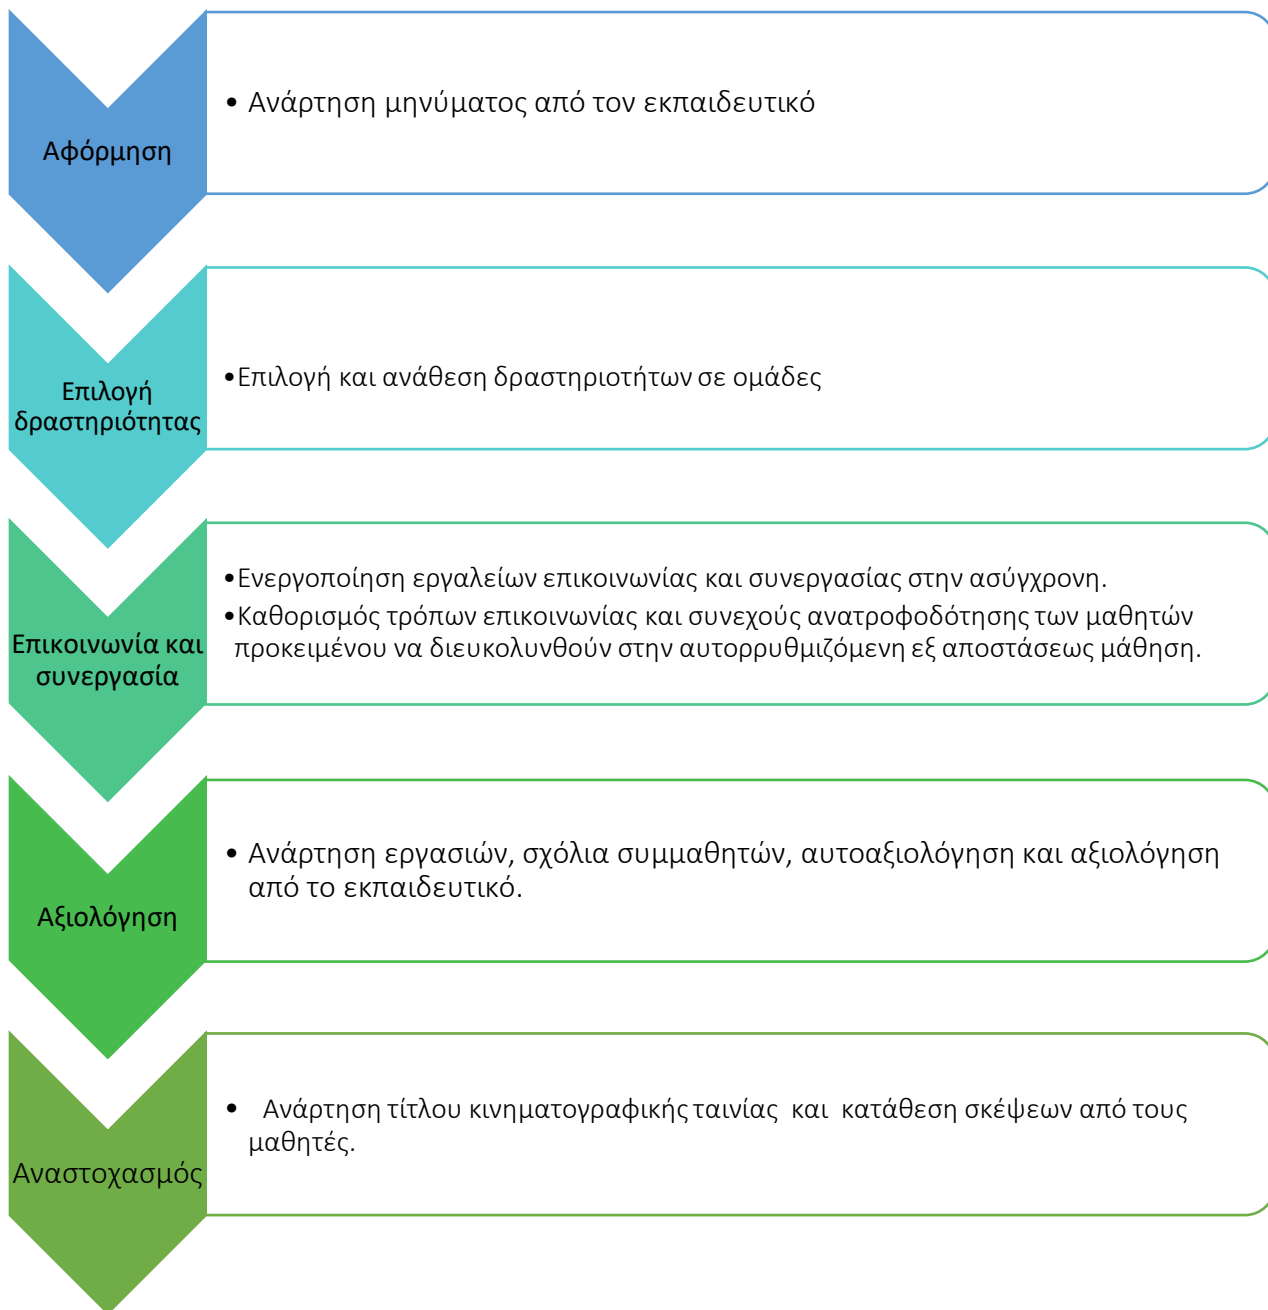 Αφόρμηση
• Ανάρτηση μηνύματος από τον εκπαιδευτικό
Επιλογή
δραστηριότητας
•Επιλογή και ανάθεση δραστηριοτήτων σε ομάδες
Επικοινωνία και
συνεργασία
•Ενεργοποίηση εργαλείων επικοινωνίας και συνεργασίας στην ασύγχρονη.
•Καθορισμός τρόπων επικοινωνίας και συνεχούς ανατροφοδότησης των μαθητών
προκειμένου να διευκολυνθούν στην αυτορρυθμιζόμενη εξ αποστάσεως μάθηση.
Αξιολόγηση
• Ανάρτηση εργασιών, σχόλια συμμαθητών, αυτοαξιολόγηση και αξιολόγηση
από το εκπαιδευτικό.
Αναστοχασμός
• Ανάρτηση τίτλου κινηματογραφικής ταινίας και κατάθεση σκέψεων από τους
μαθητές.